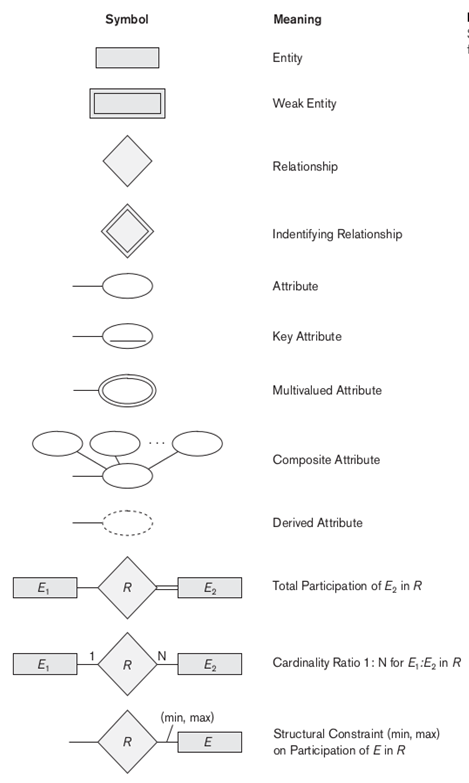 Symbol Meaning
Entity
Weak Entity
Relationship
Indentifying Relationship
Attribute
Key Attribute
Multivalued Attribute
. . .
Composite Attribute
Derived Attribute
E₁ R E₂ Total Participation of E₂ in R
E₁ 1 R N E₂ Cardinality Ratio 1: N for E₁:E₂ in R
(min, max)
R E Structural Constraint (min, max)
on Participation of E in R